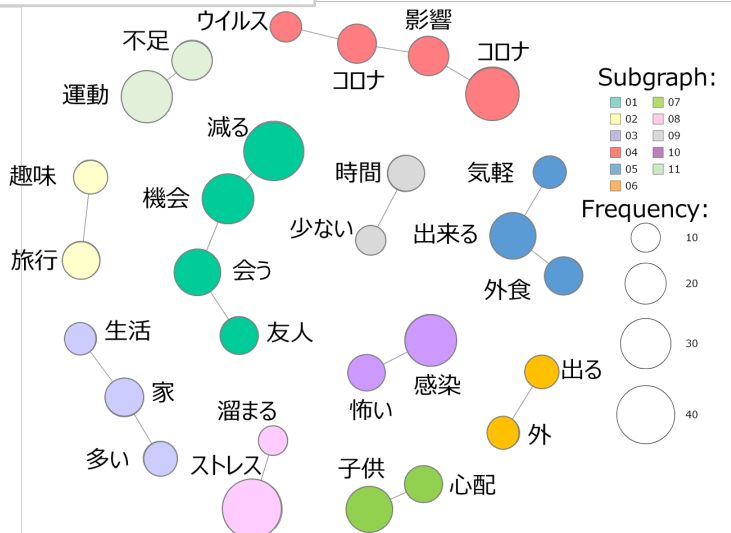 ウイルス
影響
不足
コロナ
コロナ
運動
減る
時間
気軽
趣味
機会
少ない
出来る
旅行
会う
外食
生活
友人
家
感染
怖い
出る
溜まる
外
多い
ストレス
子供
心配
Subgraph:
01 07
02 08
03 09
04 10
05 11
06
Frequency:
10
20
30
40